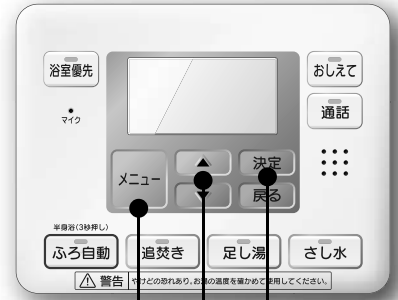 浴室優先
おしえて
マイク
通話
メニュー
▲
決定
▼
戻る
半身浴(3秒押し)
ふろ自動
追焚き
足し湯
さし水
警告 やけどの恐れあり。お湯の温度を確かめて使用してください。